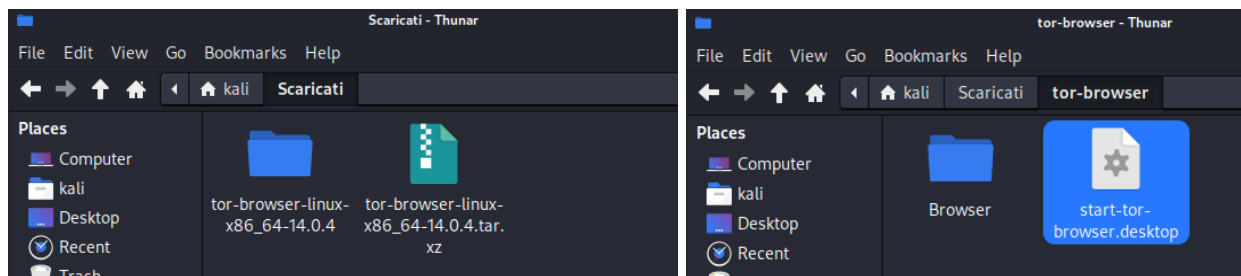 Scaricati - Thunar
File Edit View Go Bookmarks Help
kali Scaricati
Places
Computer
kali
Desktop
Recent
Trash
tor-browser-linux-
x86_64-14.0.4
tor-browser-linux-
x86_64-14.0.4.tar.
xz
tor-browser - Thunar
File Edit View Go Bookmarks Help
kali Scaricati tor-browser
Places
Computer
kali
Desktop
Recent
Browser
start-tor-
browser.desktop